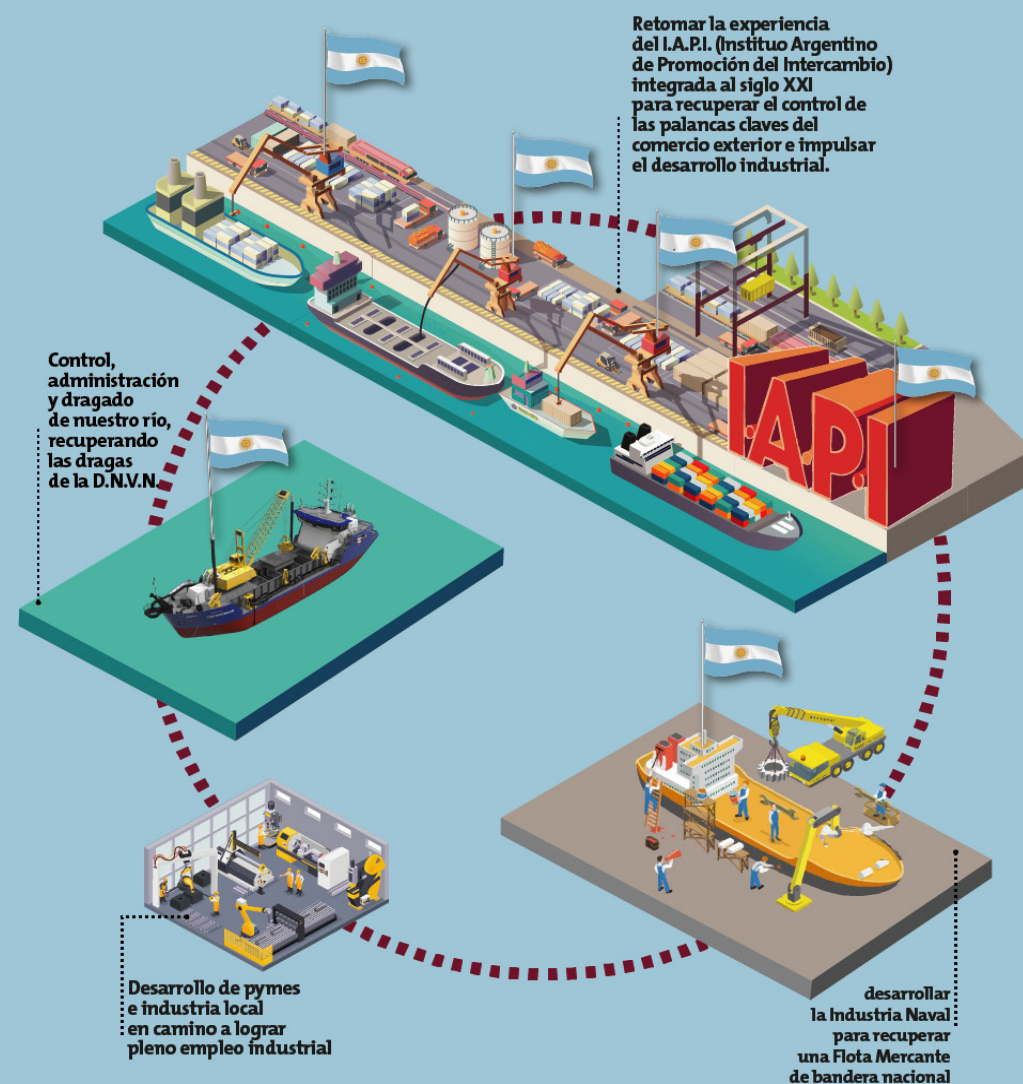 Retomar la experiencia
del I.A.P.I. (Instituo Argentino
de Promoción del Intercambio)
integrada al siglo XXI
para recuperar el control de
las palancas claves del
comercio exterior e impulsar
el desarrollo industrial.
I.A.P.I
Control,
administración
y dragado
de nuestro río,
recuperando
las dragas
de la D.N.V.N.
Desarrollo de pymes
e industria local
en camino a lograr
pleno empleo industrial
desarrollar
la Industria Naval
para recuperar
una Flota Mercante
de bandera nacional